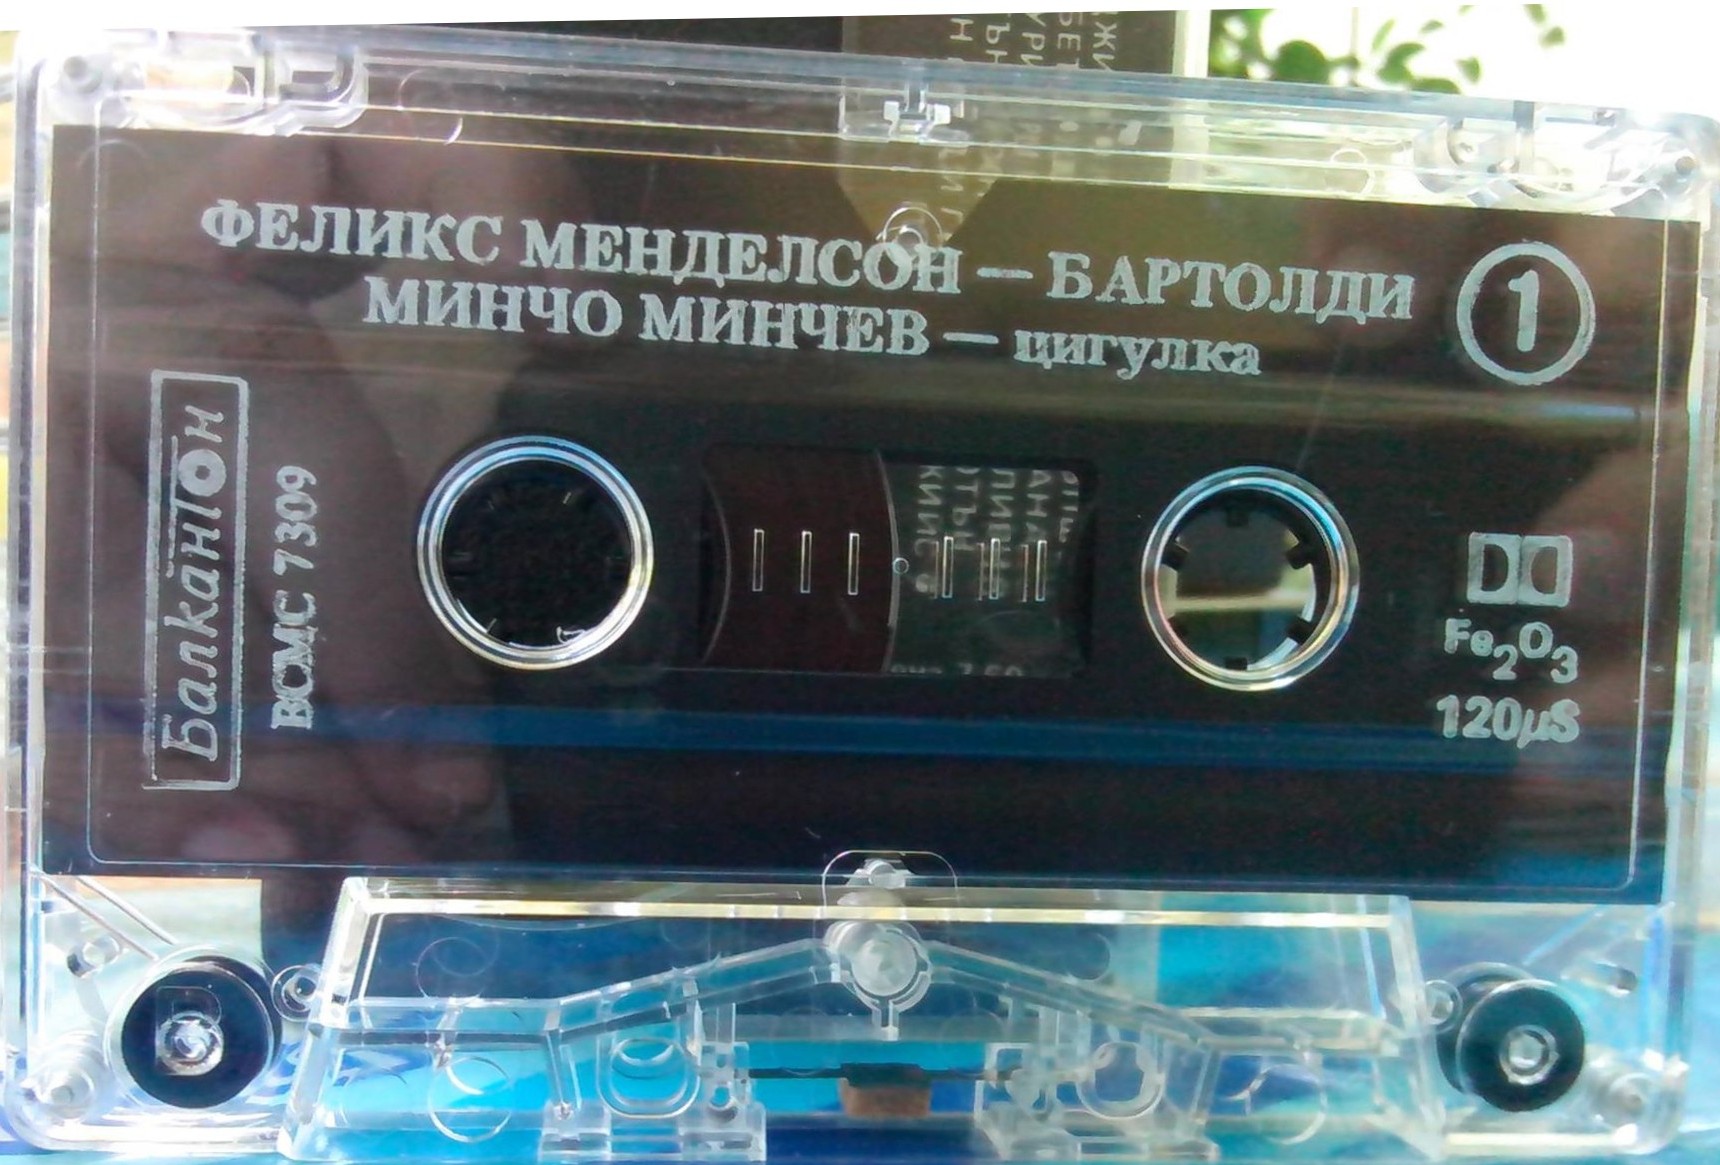 ФЕЛИКС МЕНДЕЛСОН — БАРТОЛДИ
МИНЧО МИНЧЕВ — цигулка
1
Балкантон
ВСМС 7309
Fe₂O₃
120µS